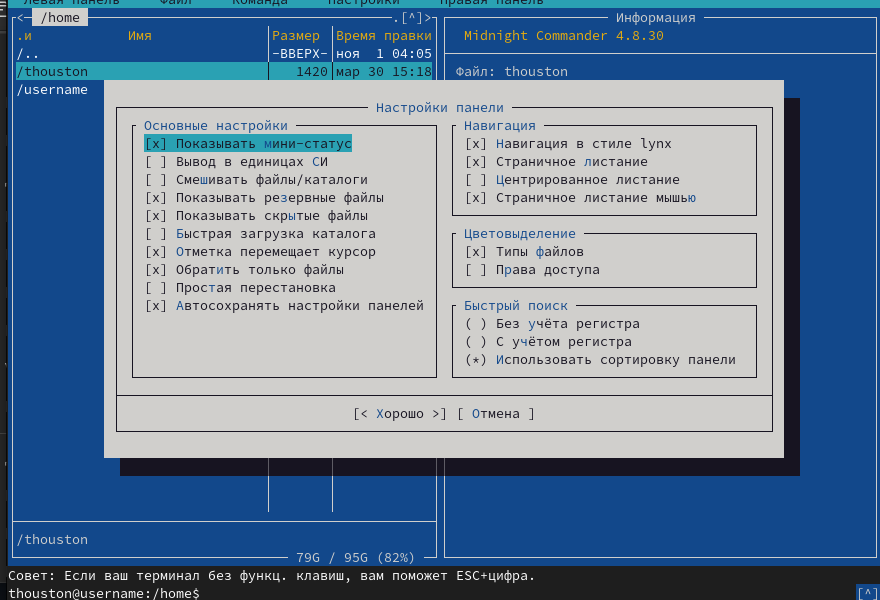 Левая панель Файл Команда Настройки Правая панель
<- /home .[^]>
Информация
.и Имя Размер Время правки
Midnight Commander 4.8.30
/.. -ВВЕРХ- ноя 1 04:05
/thouston 1420 мар 30 15:18
Файл: thouston
/username
Настройки панели
Основные настройки
[x] Показывать мини-статус
[ ] Вывод в единицах СИ
[ ] Смешивать файлы/каталоги
[x] Показывать резервные файлы
[x] Показывать скрытые файлы
[ ] Быстрая загрузка каталога
[x] Отметка перемещает курсор
[x] Обратить только файлы
[ ] Простая перестановка
[x] Автосохранять настройки панелей
Навигация
[x] Навигация в стиле lynx
[x] Страничное листание
[ ] Центрированное листание
[x] Страничное листание мышью
Цветовыделение
[x] Типы файлов
[ ] Права доступа
Быстрый поиск
( ) Без учёта регистра
( ) С учётом регистра
(*) Использовать сортировку панели
[< Хорошо >] [ Отмена ]
/thouston
79G / 95G (82%)
Совет: Если ваш терминал без функц. клавиш, вам поможет ESC+цифра.
thouston@username:/home$ [^]